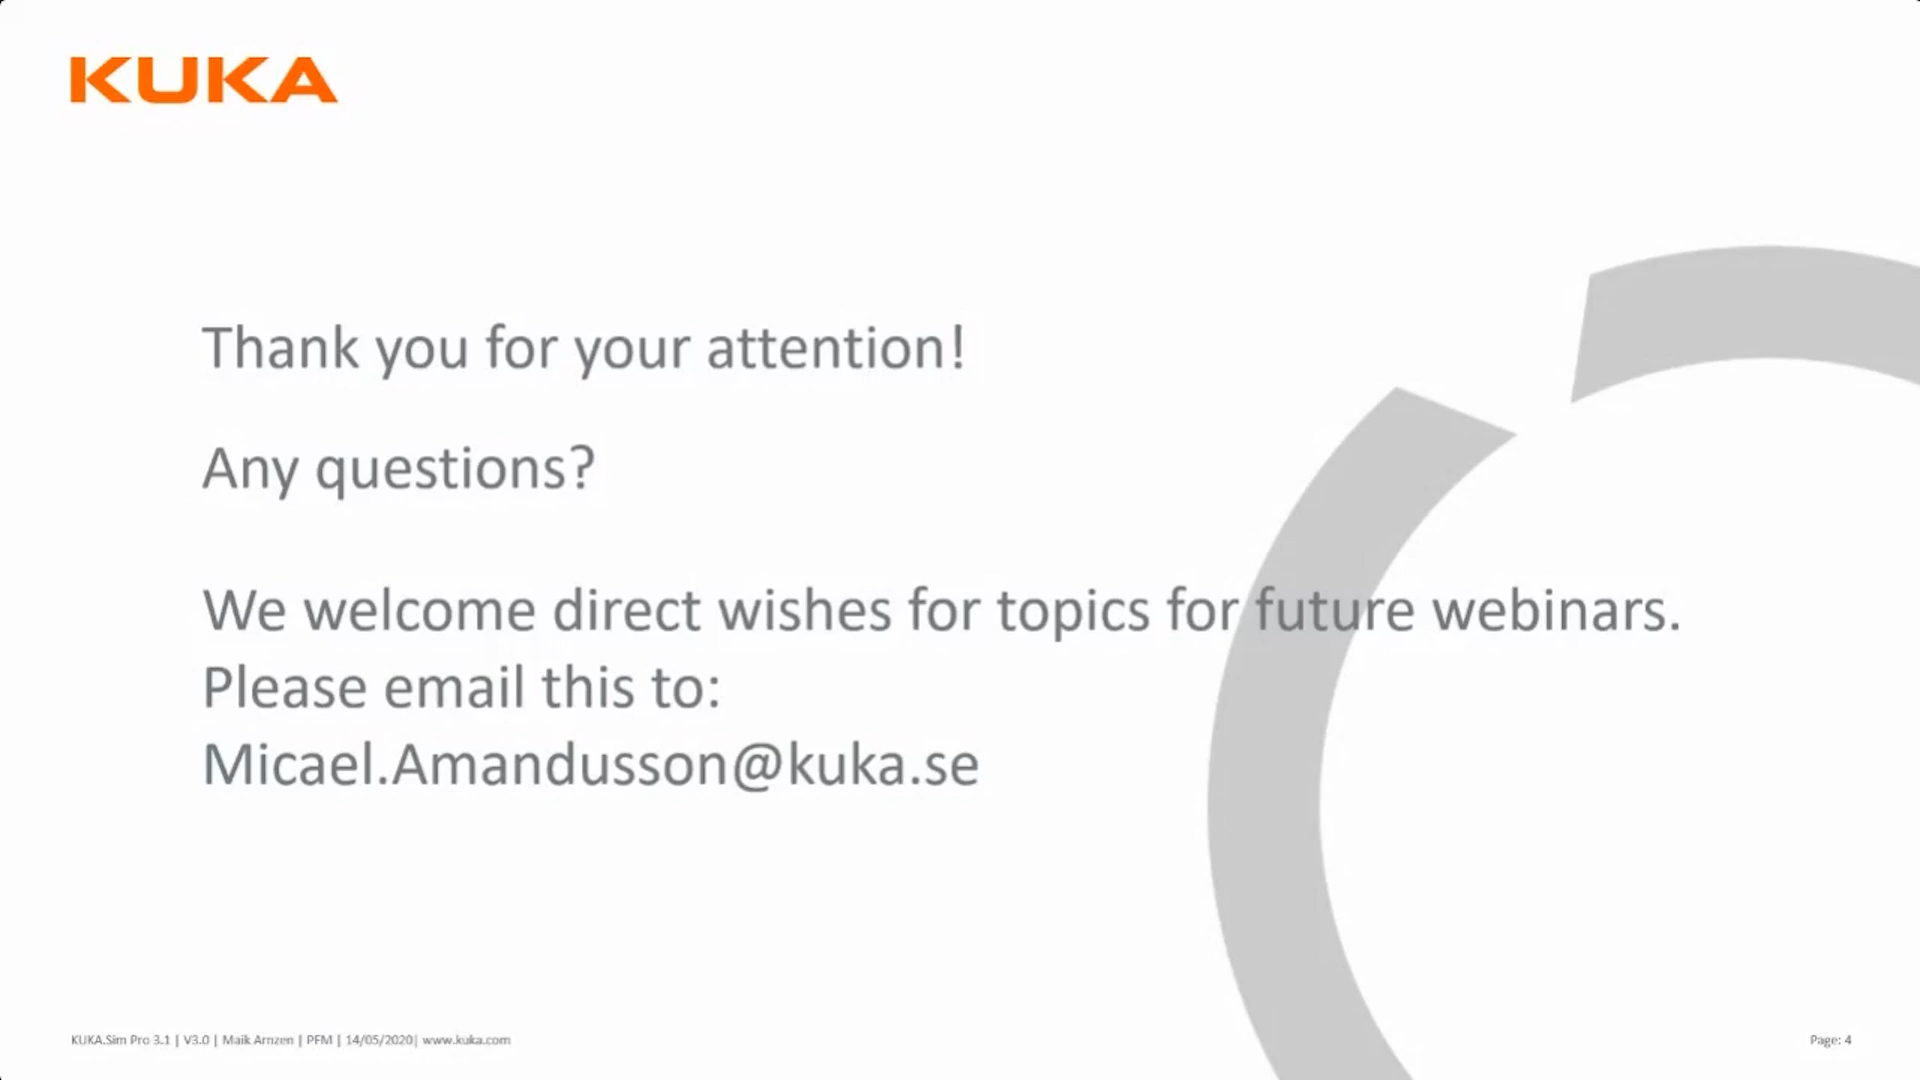 KUKA
Thank you for your attention!
Any questions?
We welcome direct wishes for topics for future webinars.
Please email this to:
Micael.Amandusson@kuka.se
KUKA.Sim Pro 3.1 | V3.0 | Maik Arnzen | PFM | 14/05/2020| www.kuka.com
Page: 4